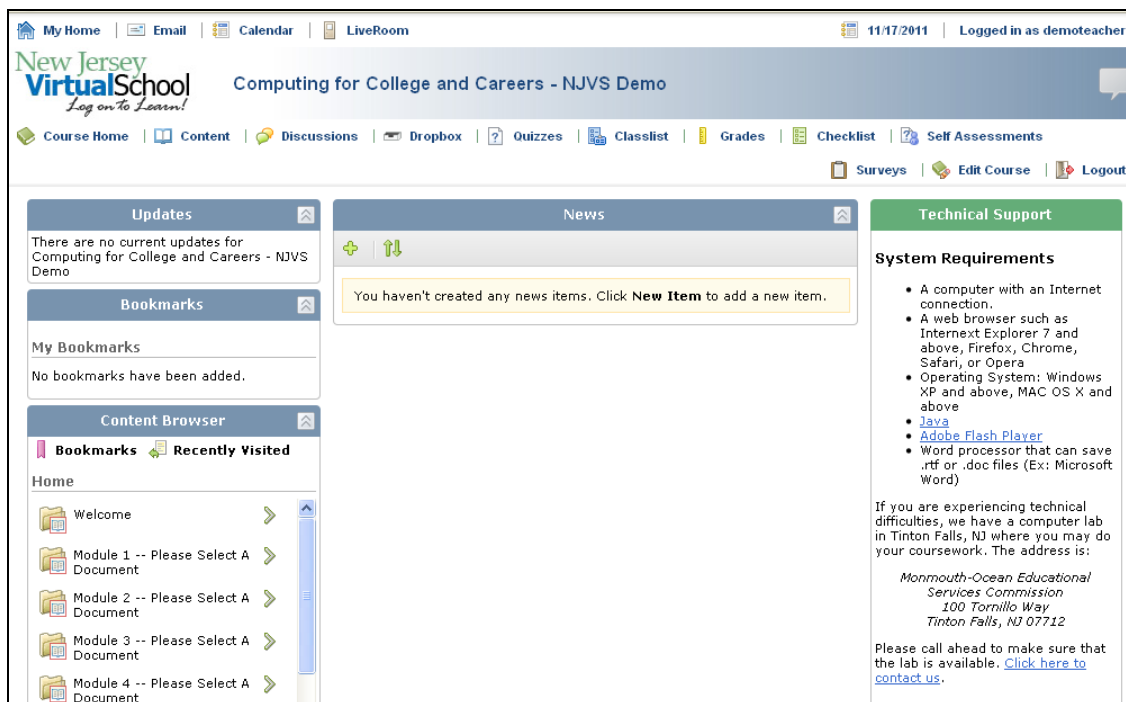 My Home | Email | Calendar | LiveRoom
11/17/2011 | Logged in as demoteacher
New Jersey
VirtualSchool
Log on to Learn!
Computing for College and Careers - NJVS Demo
Course Home | Content | Discussions | Dropbox | Quizzes | Classlist | Grades | Checklist | Self Assessments
Surveys | Edit Course | Logout
Updates
There are no current updates for
Computing for College and Careers - NJVS
Demo
Bookmarks
My Bookmarks
No bookmarks have been added.
Content Browser
Bookmarks Recently Visited
Home
Welcome
Module 1 -- Please Select A
Document
Module 2 -- Please Select A
Document
Module 3 -- Please Select A
Document
Module 4 -- Please Select A
Document
News
You haven't created any news items. Click New Item to add a new item.
Technical Support
System Requirements
• A computer with an Internet
connection.
• A web browser such as
Internext Explorer 7 and
above, Firefox, Chrome,
Safari, or Opera
• Operating System: Windows
XP and above, MAC OS X and
above
• Java
• Adobe Flash Player
• Word processor that can save
.rtf or .doc files (Ex: Microsoft
Word)
If you are experiencing technical
difficulties, we have a computer lab
in Tinton Falls, NJ where you may do
your coursework. The address is:
Monmouth-Ocean Educational
Services Commission
100 Tornillo Way
Tinton Falls, NJ 07712
Please call ahead to make sure that
the lab is available. Click here to
contact us.